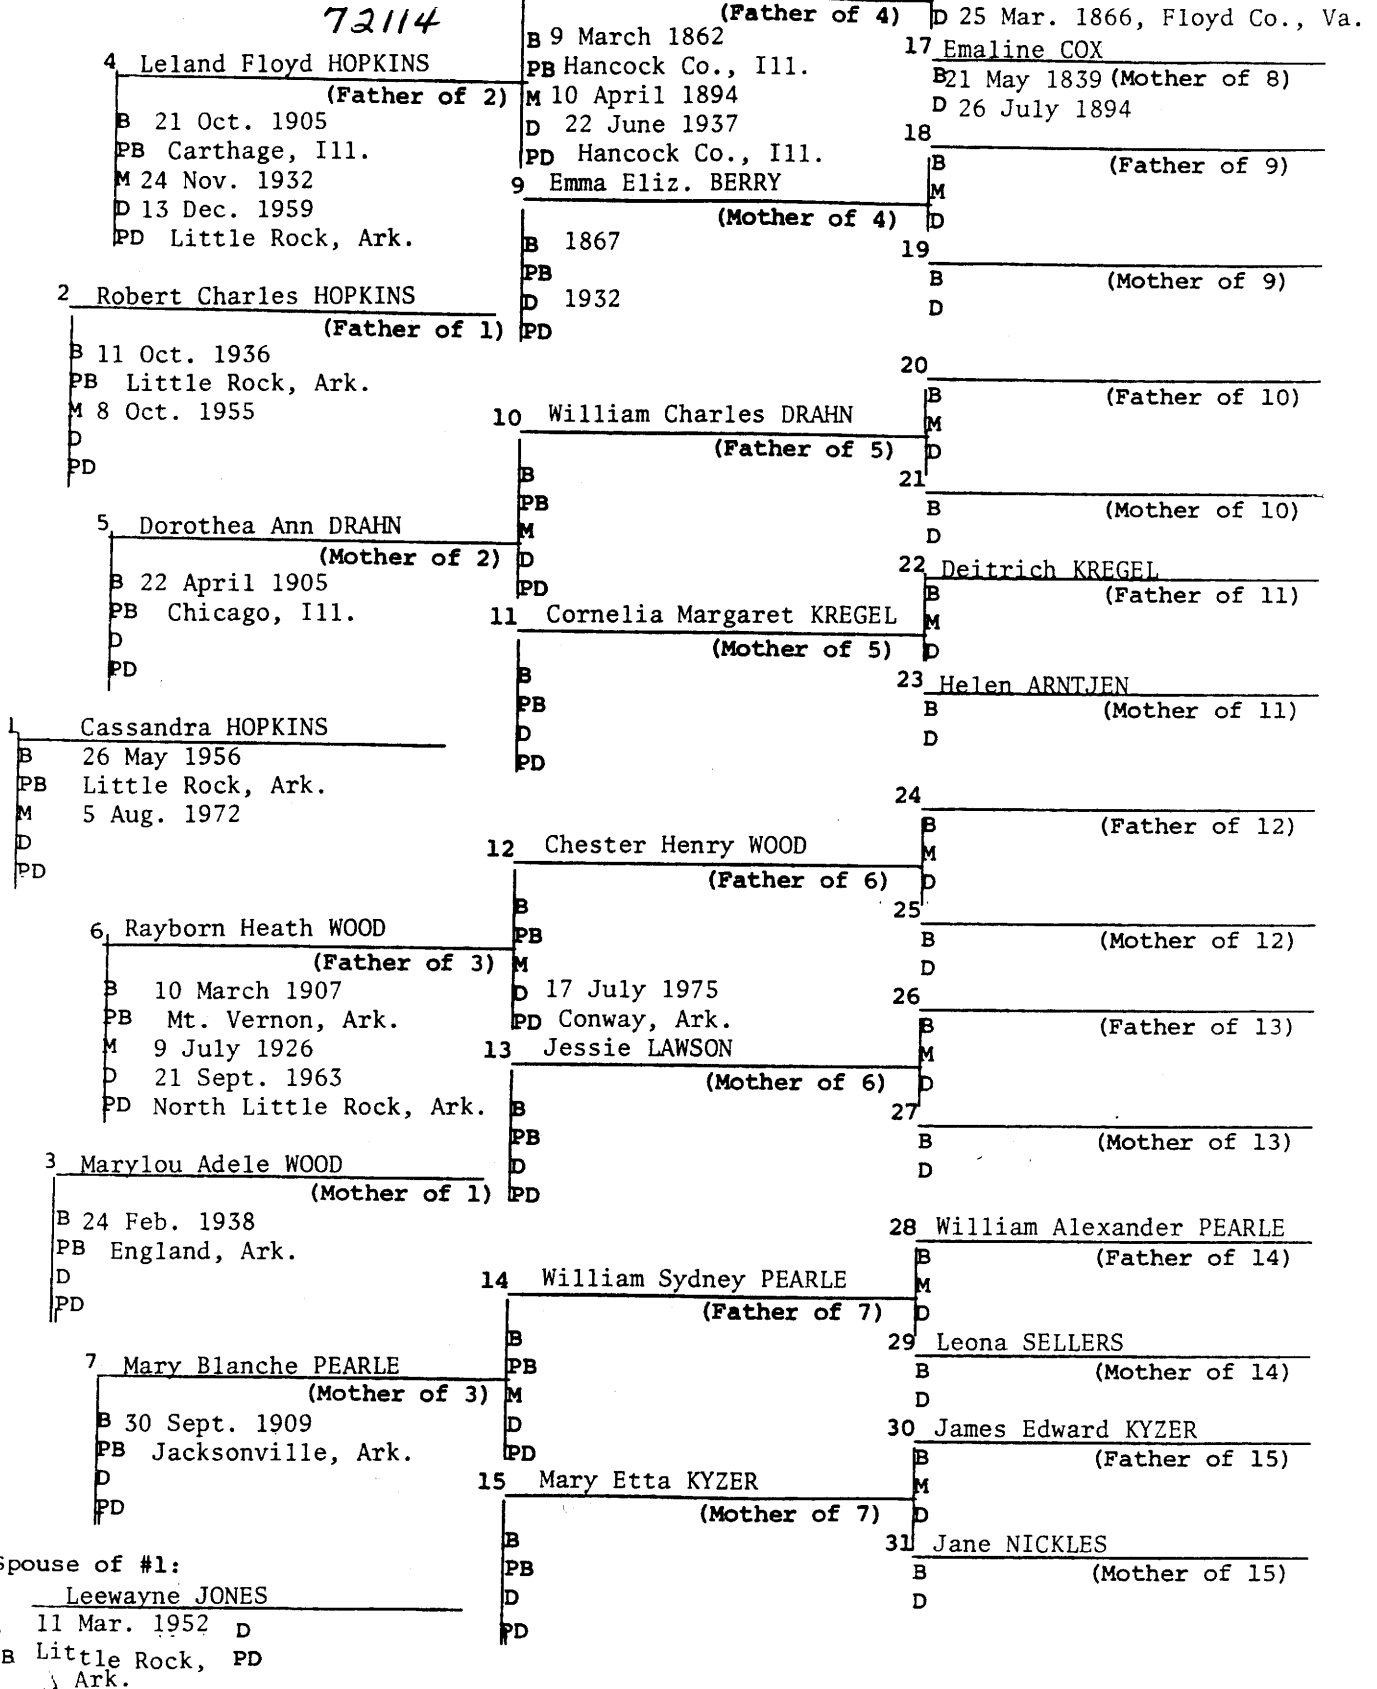 72114
(Father of 4)
D 25 Mar. 1866, Floyd Co., Va.
B 9 March 1862
PB Hancock Co., Ill.
M 10 April 1894
D 22 June 1937
PD Hancock Co., Ill.
17 Emaline COX
B 21 May 1839 (Mother of 8)
D 26 July 1894
4 Leland Floyd HOPKINS
(Father of 2)
B 21 Oct. 1905
PB Carthage, Ill.
M 24 Nov. 1932
D 13 Dec. 1959
PD Little Rock, Ark.
18
B (Father of 9)
M
D
9 Emma Eliz. BERRY
(Mother of 4)
B 1867
PB
D 1932
PD
19
B (Mother of 9)
D
2 Robert Charles HOPKINS
(Father of 1)
B 11 Oct. 1936
PB Little Rock, Ark.
M 8 Oct. 1955
D
PD
20
B (Father of 10)
M
D
10 William Charles DRAHN
(Father of 5)
B
PB
M
D
PD
21
B (Mother of 10)
D
5 Dorothea Ann DRAHN
(Mother of 2)
B 22 April 1905
PB Chicago, Ill.
D
PD
22 Deitrich KREGEL
B (Father of 11)
M
D
11 Cornelia Margaret KREGEL
(Mother of 5)
B
PB
D
PD
23 Helen ARNTJEN
B (Mother of 11)
D
1 Cassandra HOPKINS
B 26 May 1956
PB Little Rock, Ark.
M 5 Aug. 1972
D
PD
24
B (Father of 12)
M
D
12 Chester Henry WOOD
(Father of 6)
B
PB
M
D 17 July 1975
PD Conway, Ark.
25
B (Mother of 12)
D
6 Rayborn Heath WOOD
(Father of 3)
B 10 March 1907
PB Mt. Vernon, Ark.
M 9 July 1926
D 21 Sept. 1963
PD North Little Rock, Ark.
26
B (Father of 13)
M
D
13 Jessie LAWSON
(Mother of 6)
B
PB
D
PD
27
B (Mother of 13)
D
3 Marylou Adele WOOD
(Mother of 1)
B 24 Feb. 1938
PB England, Ark.
D
PD
28 William Alexander PEARLE
B (Father of 14)
M
D
14 William Sydney PEARLE
(Father of 7)
B
PB
M
D
PD
29 Leona SELLERS
B (Mother of 14)
D
7 Mary Blanche PEARLE
(Mother of 3)
B 30 Sept. 1909
PB Jacksonville, Ark.
D
PD
30 James Edward KYZER
B (Father of 15)
M
D
15 Mary Etta KYZER
(Mother of 7)
B
PB
D
PD
31 Jane NICKLES
B (Mother of 15)
D
Spouse of #1:
Leewayne JONES
11 Mar. 1952 D
B Little Rock, PD
Ark.